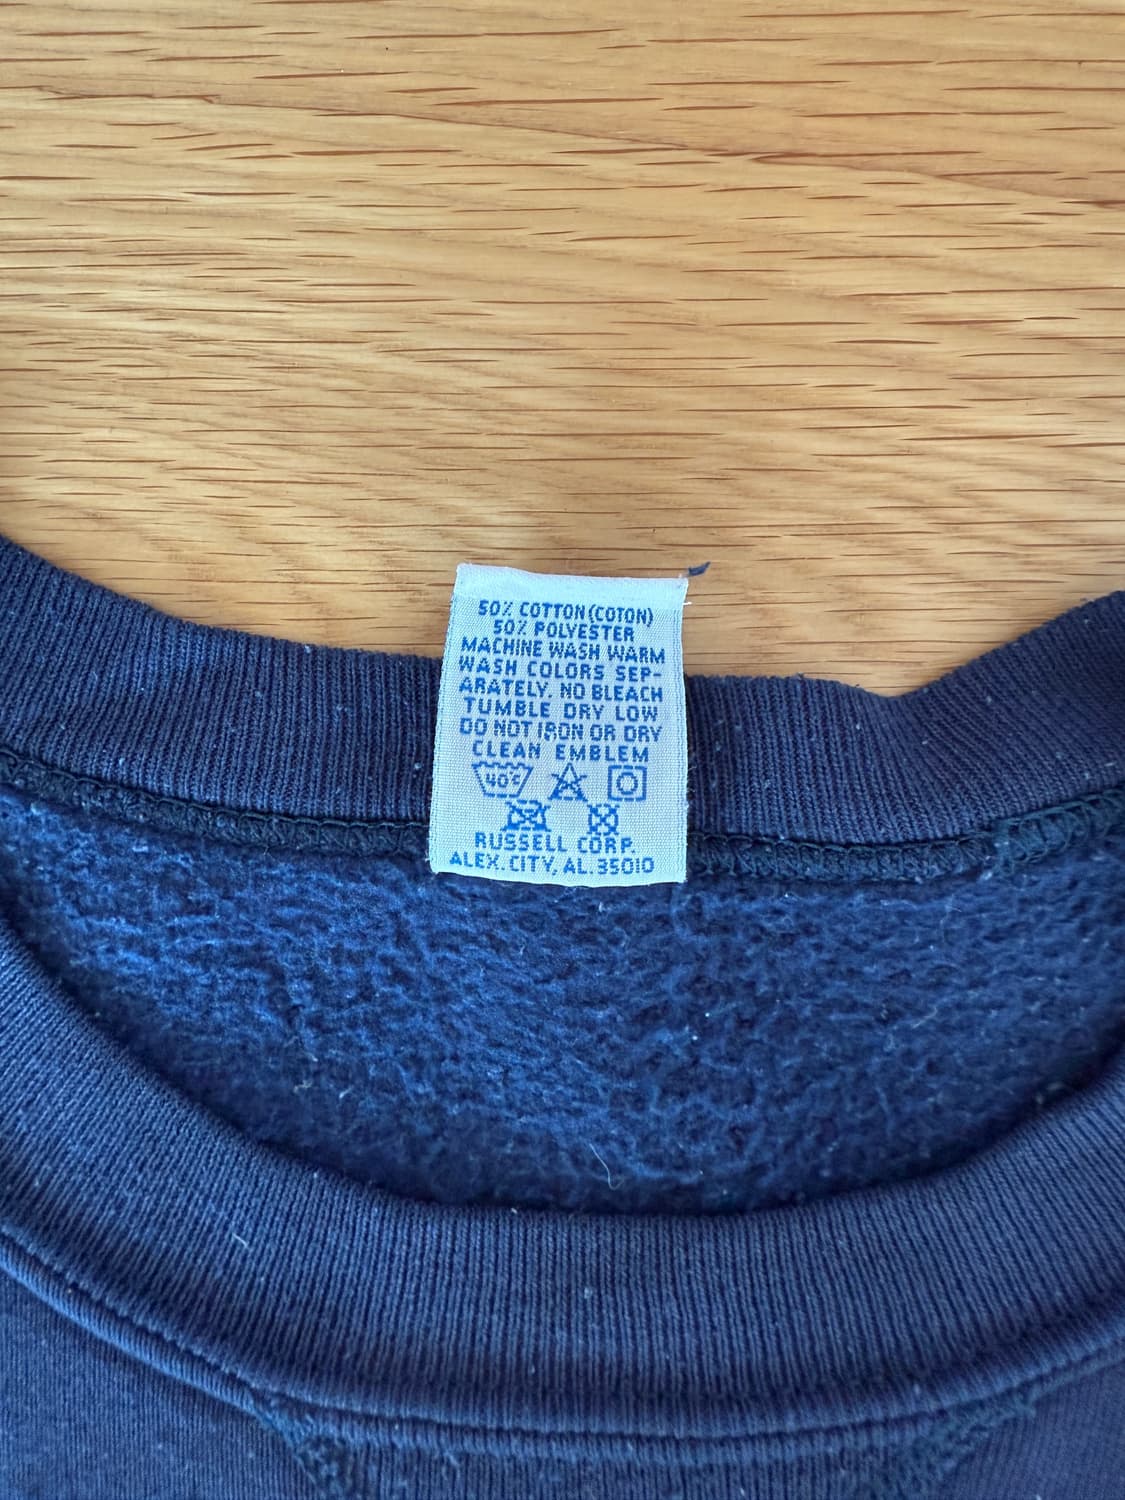 50% COTTON (COTON)
50% POLYESTER
MACHINE WASH WARM
WASH COLORS SEP-
ARATELY. NO BLEACH
TUMBLE DRY LOW
DO NOT IRON OR DRY
CLEAN EMBLEM
40°C
RUSSELL CORP.
ALEX. CITY, AL. 35010